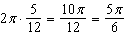 2π · 5/12 = 10π/12 = 5π/6